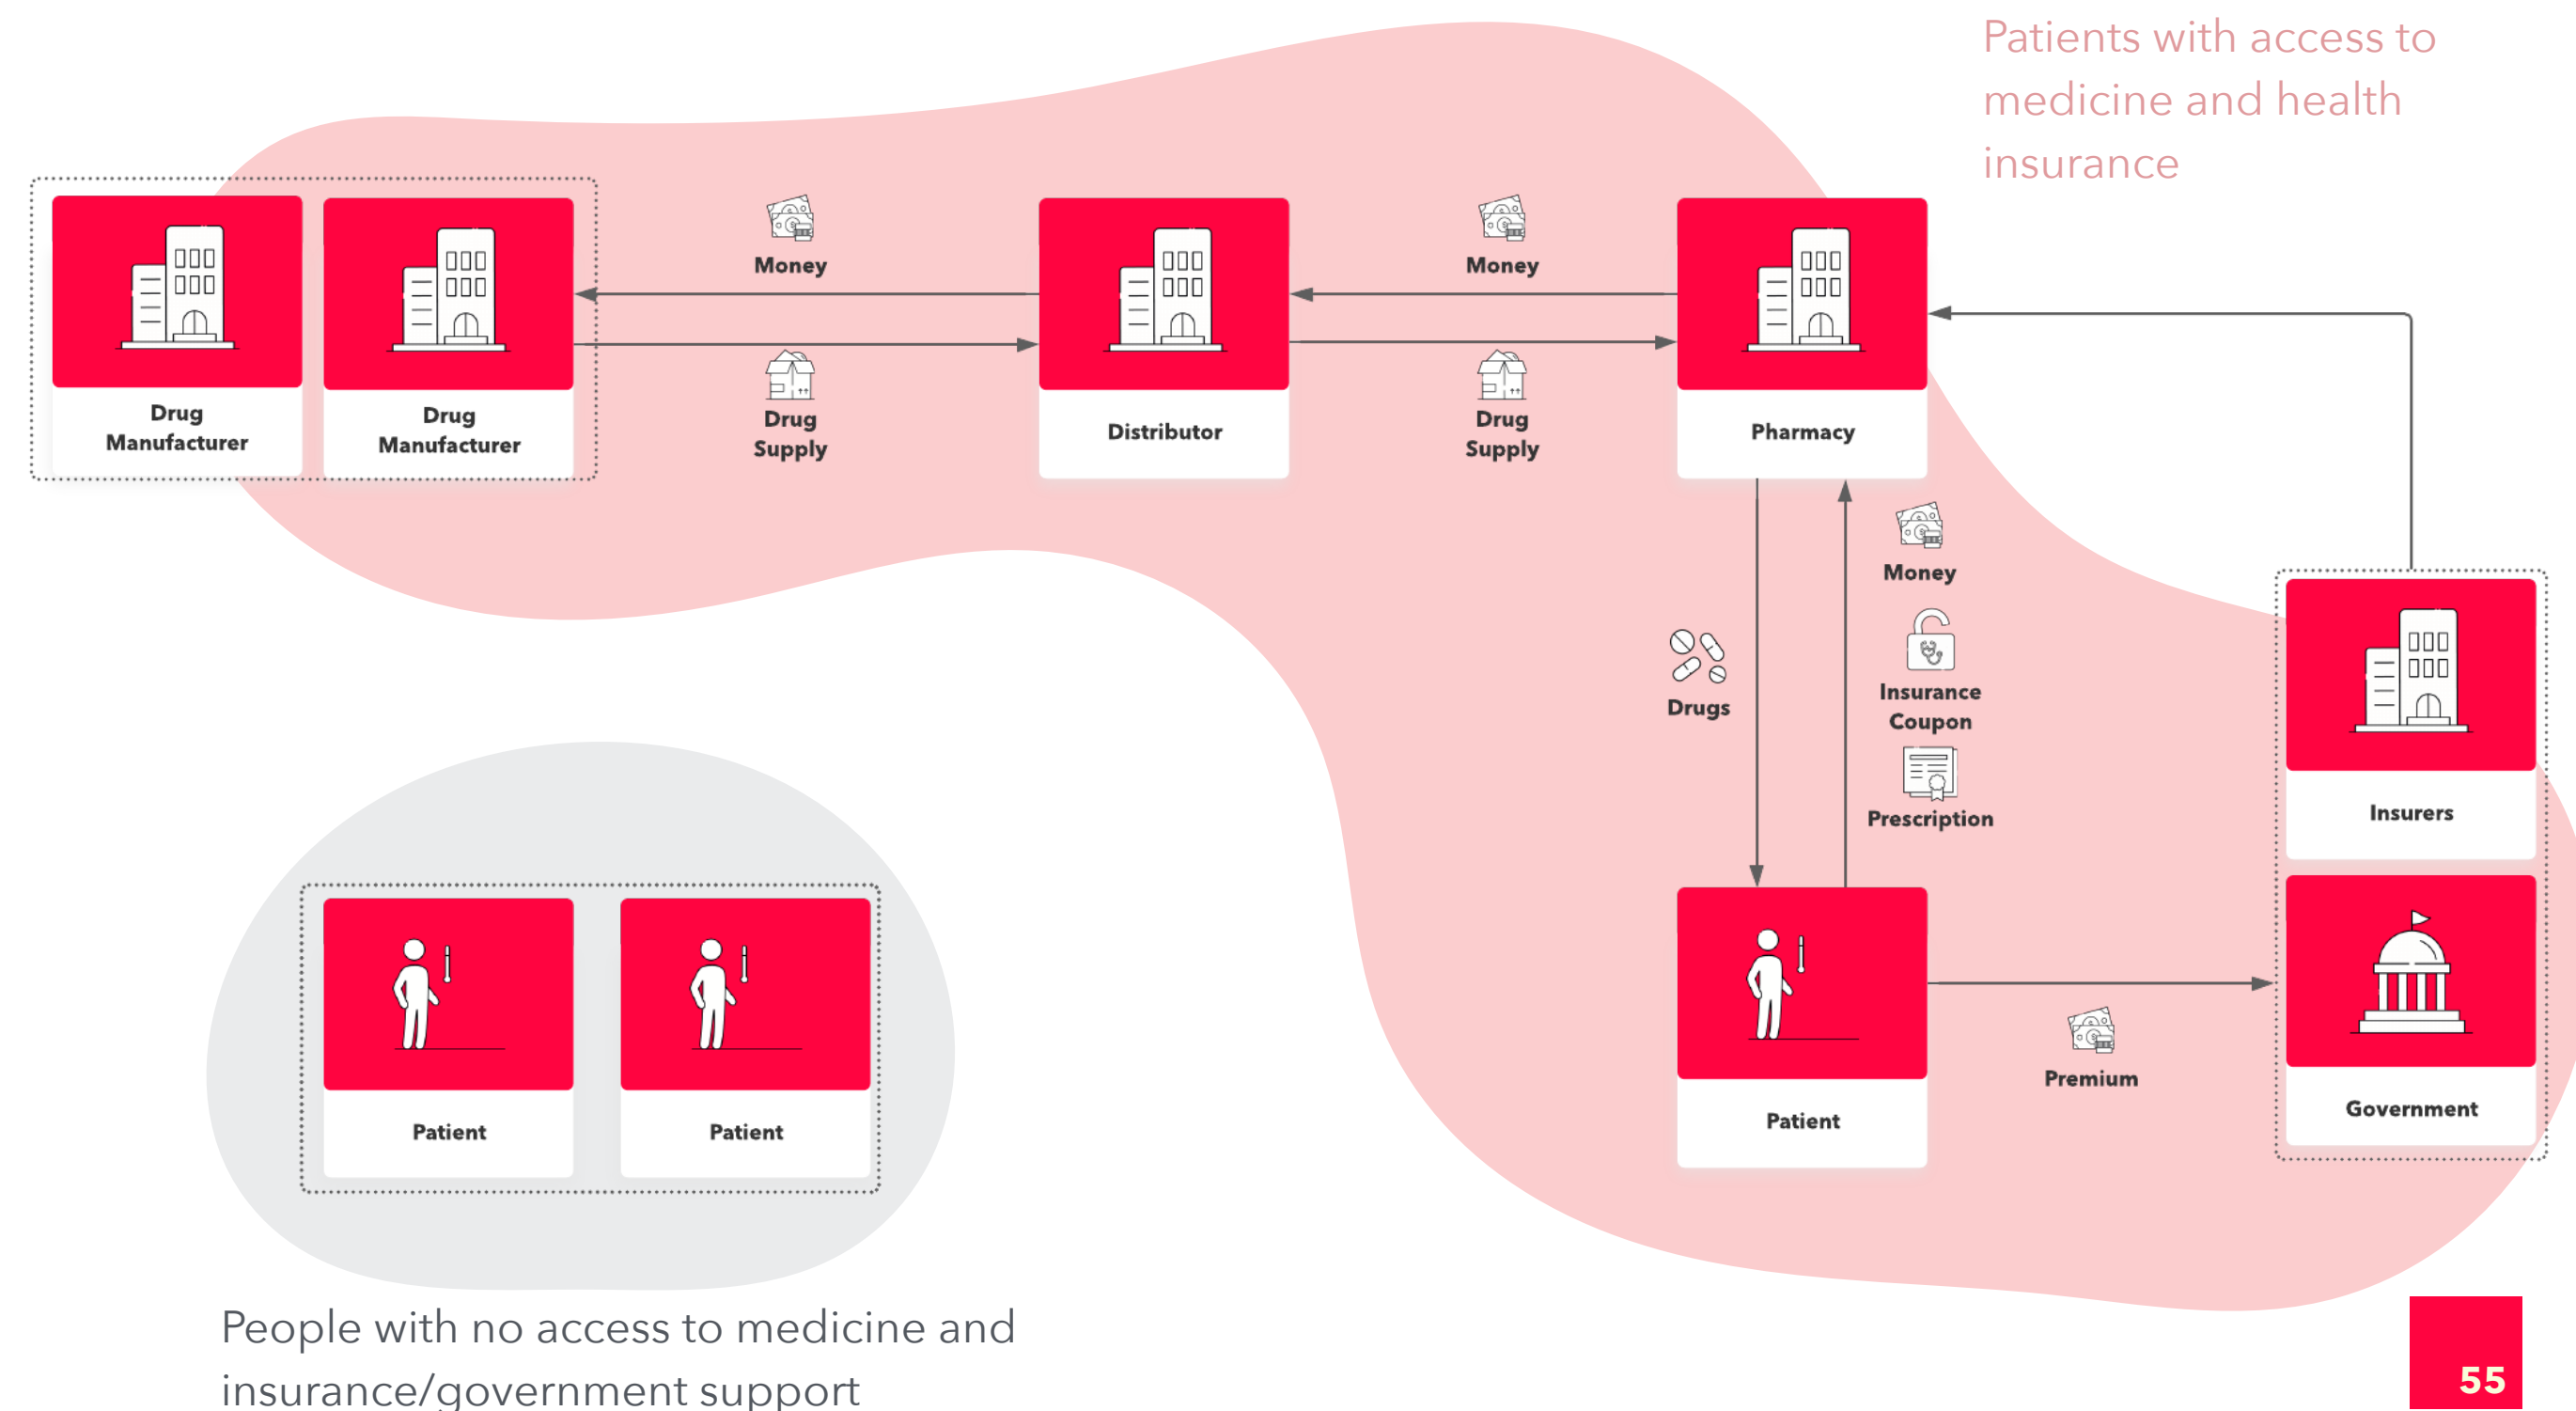 Patients with access to
medicine and health
insurance
Money
Money
Drug
Manufacturer
Drug
Manufacturer
Drug
Supply
Distributor
Drug
Supply
Pharmacy
Money
Insurance
Coupon
Drugs
Prescription
Insurers
Patient
Patient
Patient
Premium
Government
People with no access to medicine and
insurance/government support
55